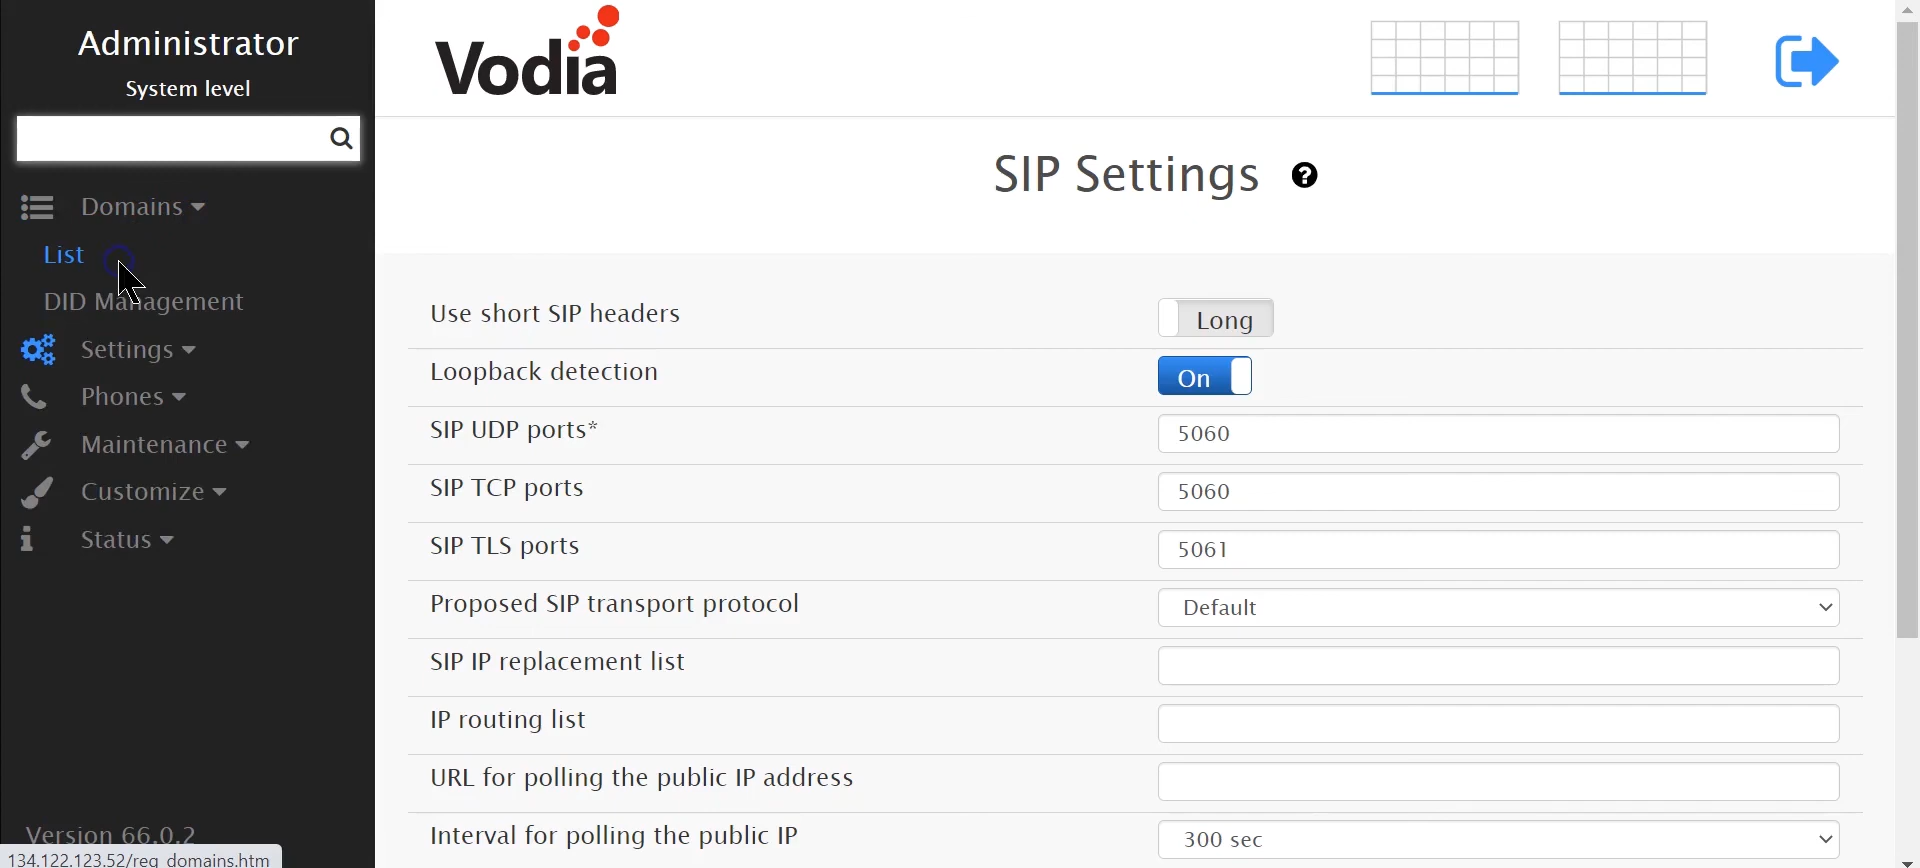 Administrator
System level
Domains
List
DID Management
Settings
Phones
Maintenance
Customize
Status
Version 66.0.2
134.122.123.52/reg_domains.htm
Vodia
SIP Settings
Use short SIP headers
Long
Loopback detection
On
SIP UDP ports*
5060
SIP TCP ports
5060
SIP TLS ports
5061
Proposed SIP transport protocol
Default
SIP IP replacement list
IP routing list
URL for polling the public IP address
Interval for polling the public IP
300 sec